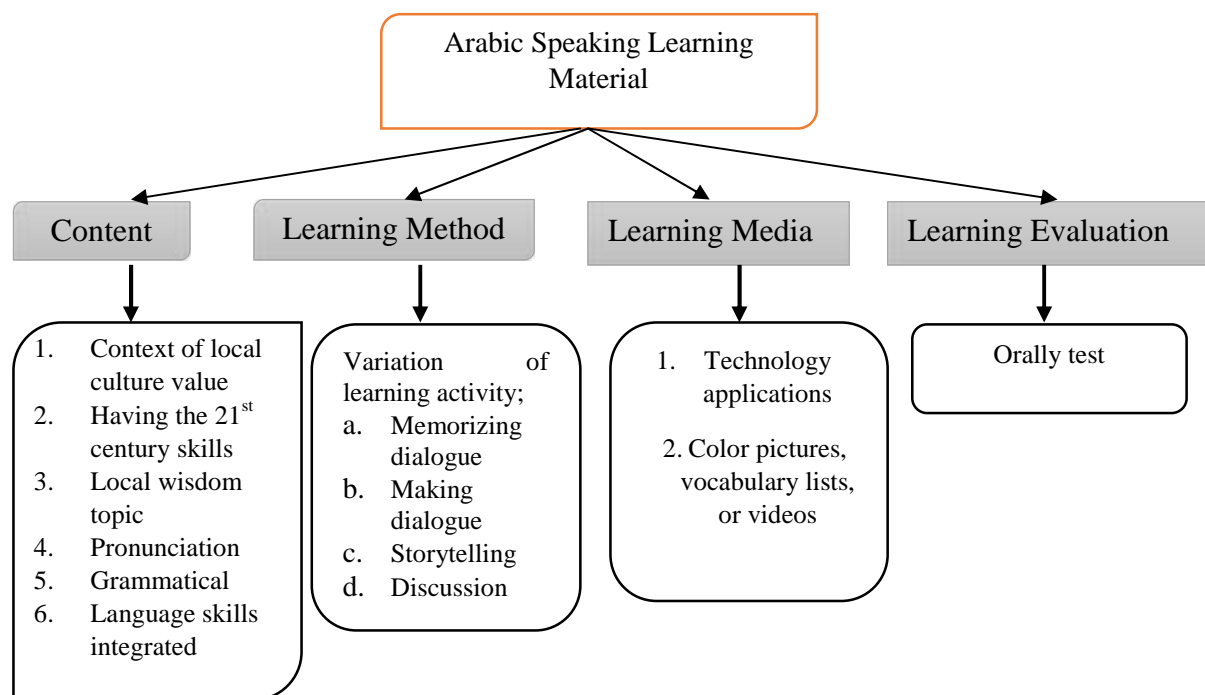 Arabic Speaking Learning
Material
Content
Learning Method
Learning Media
Learning Evaluation
1. Context of local
culture value
2. Having the 21st
century skills
3. Local wisdom
topic
4. Pronunciation
5. Grammatical
6. Language skills
integrated
Variation of
learning activity;
a. Memorizing
dialogue
b. Making
dialogue
c. Storytelling
d. Discussion
1. Technology
applications
2. Color pictures,
vocabulary lists,
or videos
Orally test